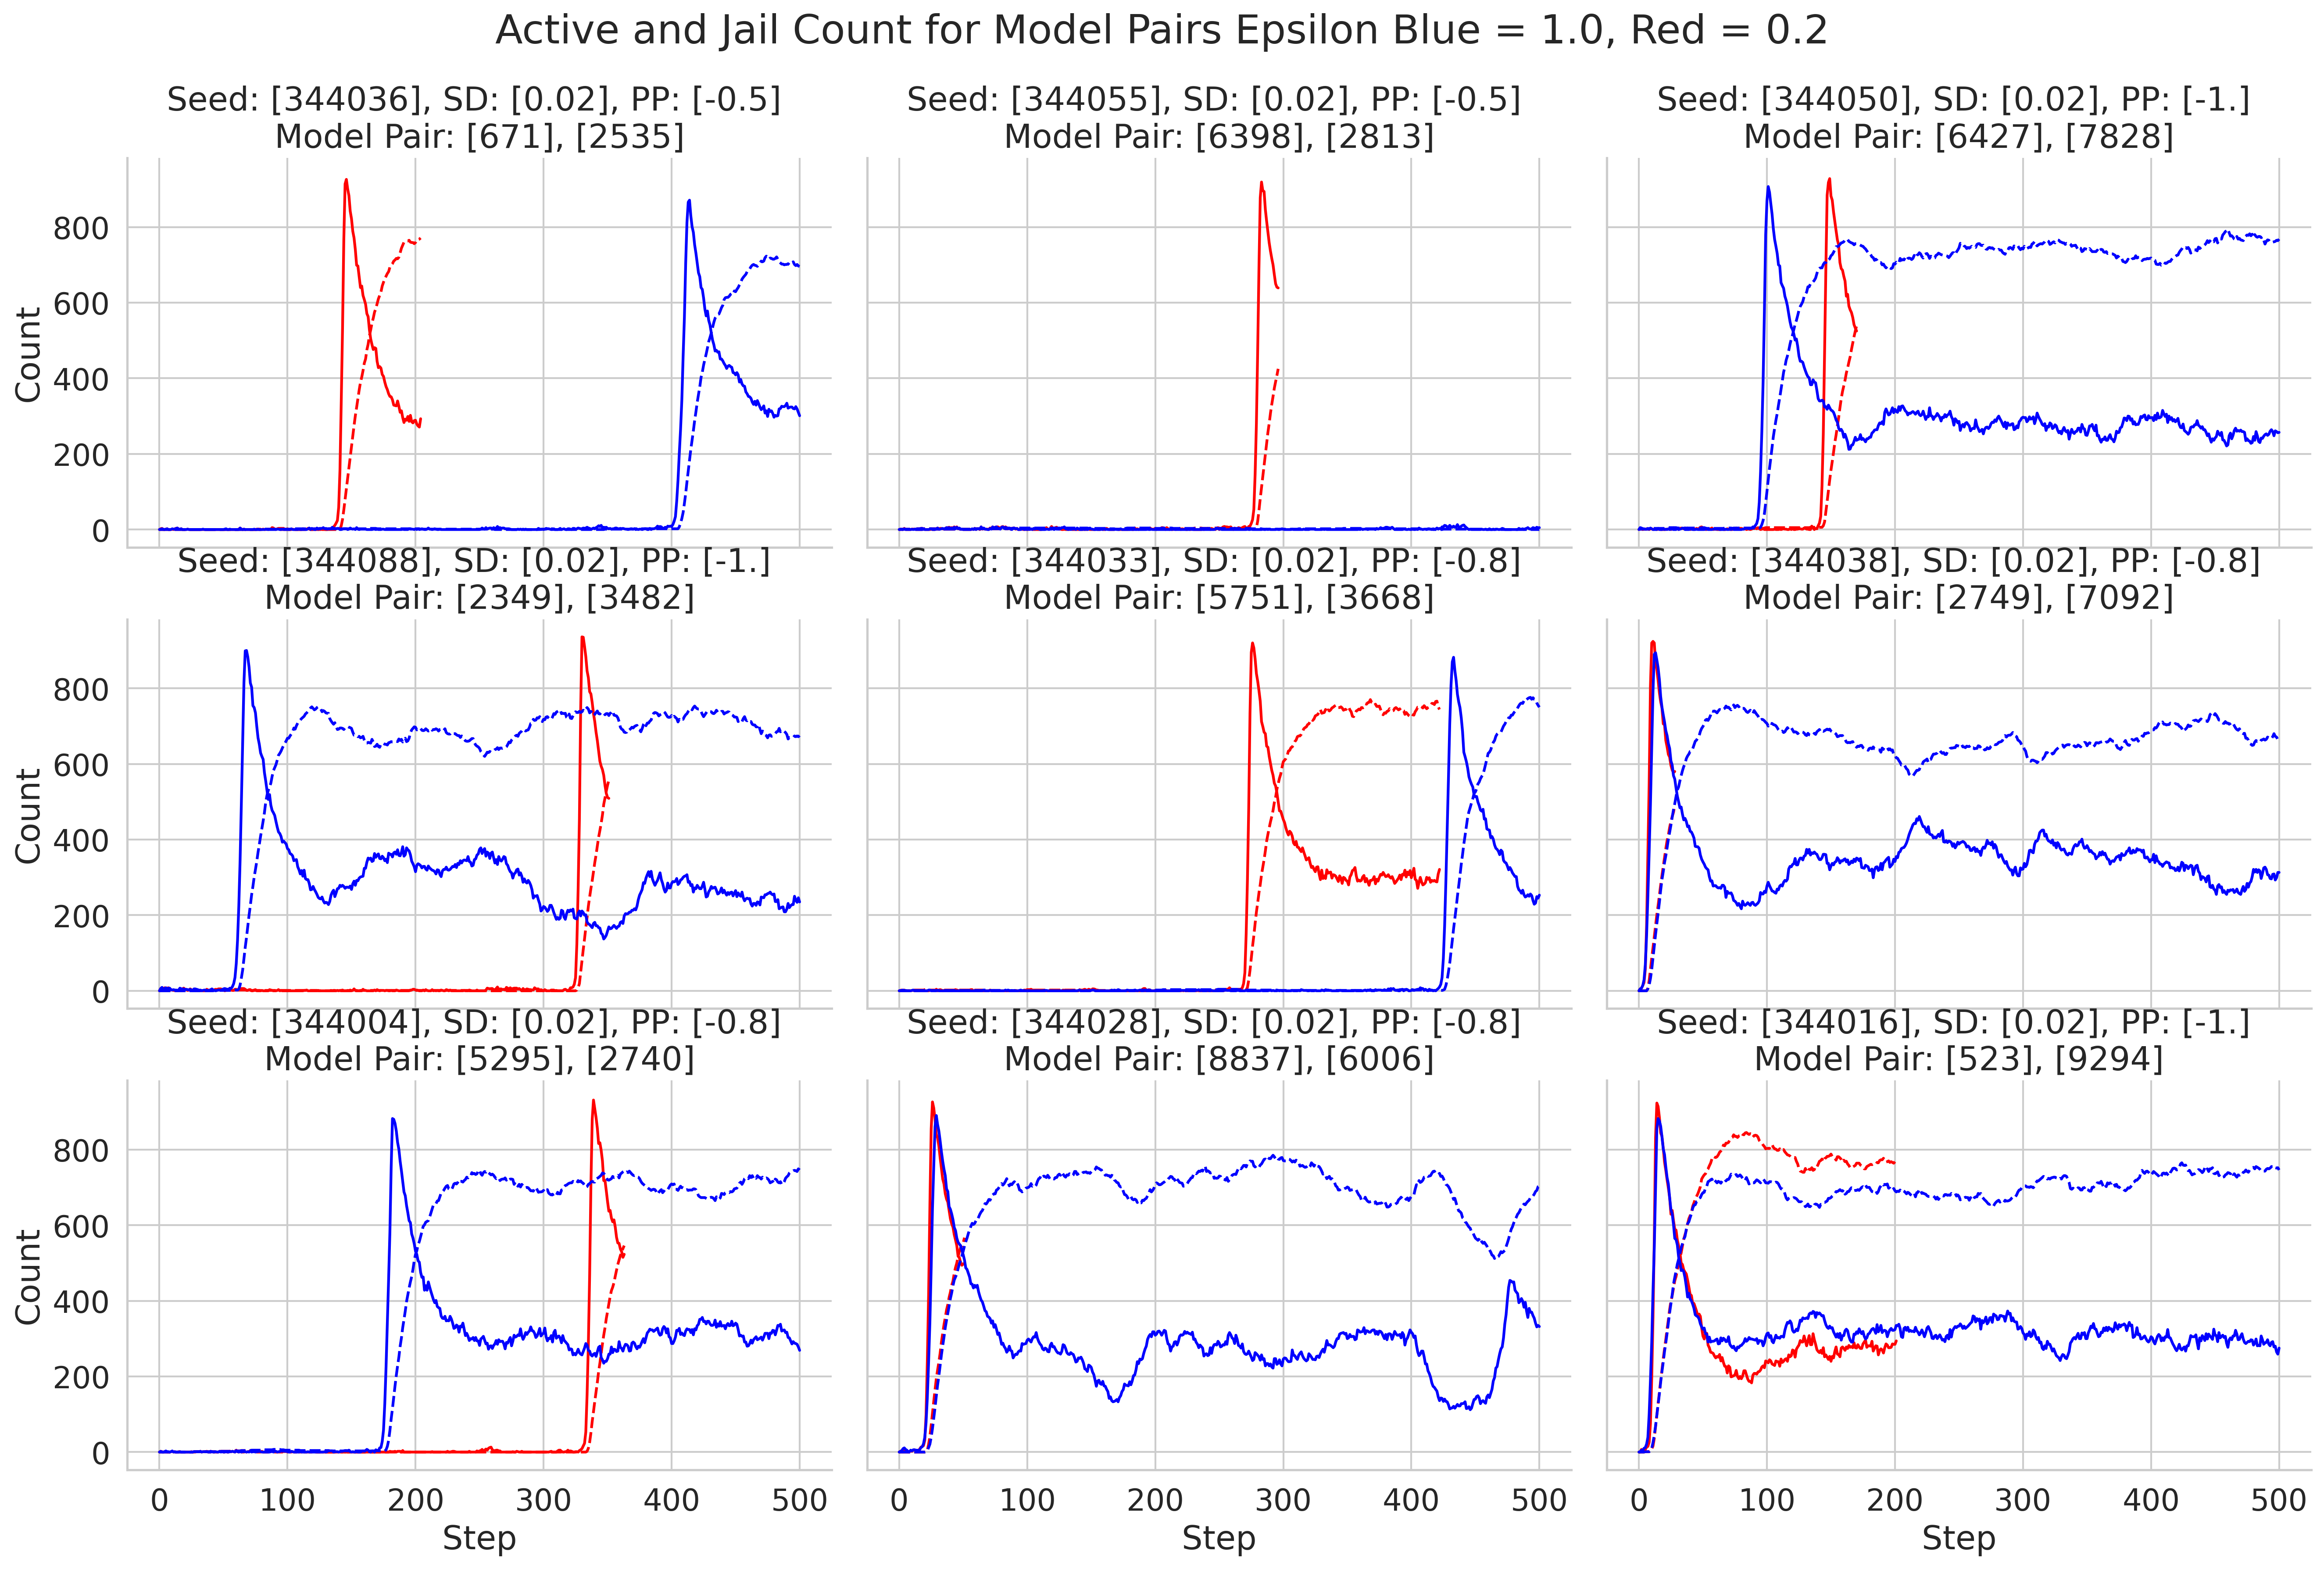 Active and Jail Count for Model Pairs Epsilon Blue = 1.0, Red = 0.2
Seed: [344036], SD: [0.02], PP: [-0.5]
Model Pair: [671], [2535]
Seed: [344055], SD: [0.02], PP: [-0.5]
Model Pair: [6398], [2813]
Seed: [344050], SD: [0.02], PP: [-1.]
Model Pair: [6427], [7828]
800
600
400
200
0
Count
Seed: [344088], SD: [0.02], PP: [-1.]
Model Pair: [2349], [3482]
Seed: [344033], SD: [0.02], PP: [-0.8]
Model Pair: [5751], [3668]
Seed: [344038], SD: [0.02], PP: [-0.8]
Model Pair: [2749], [7092]
800
600
400
200
0
Count
Seed: [344004], SD: [0.02], PP: [-0.8]
Model Pair: [5295], [2740]
Seed: [344028], SD: [0.02], PP: [-0.8]
Model Pair: [8837], [6006]
Seed: [344016], SD: [0.02], PP: [-1.]
Model Pair: [523], [9294]
800
600
400
200
0
Count
0 100 200 300 400 500
Step
0 100 200 300 400 500
Step
0 100 200 300 400 500
Step